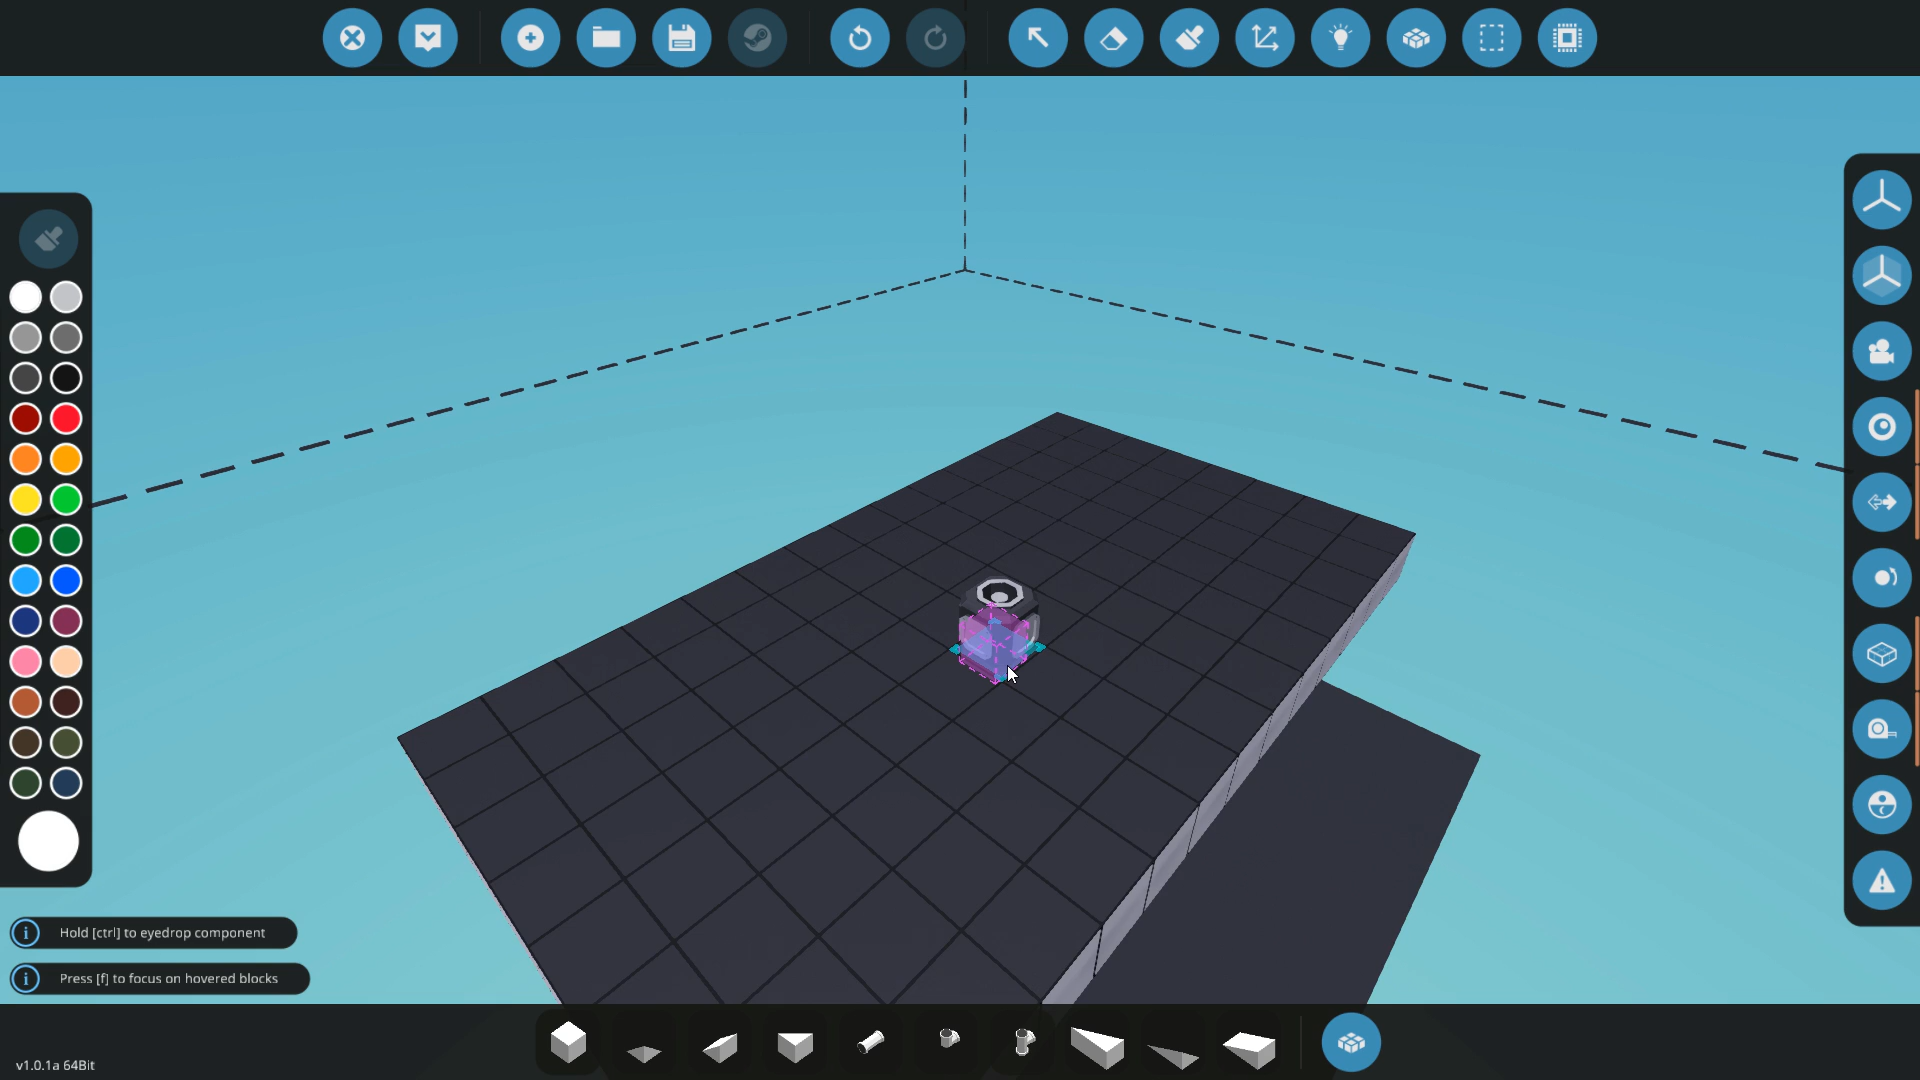 Hold [ctrl] to eyedrop component
Press [f] to focus on hovered blocks
v1.0.1a 64Bit